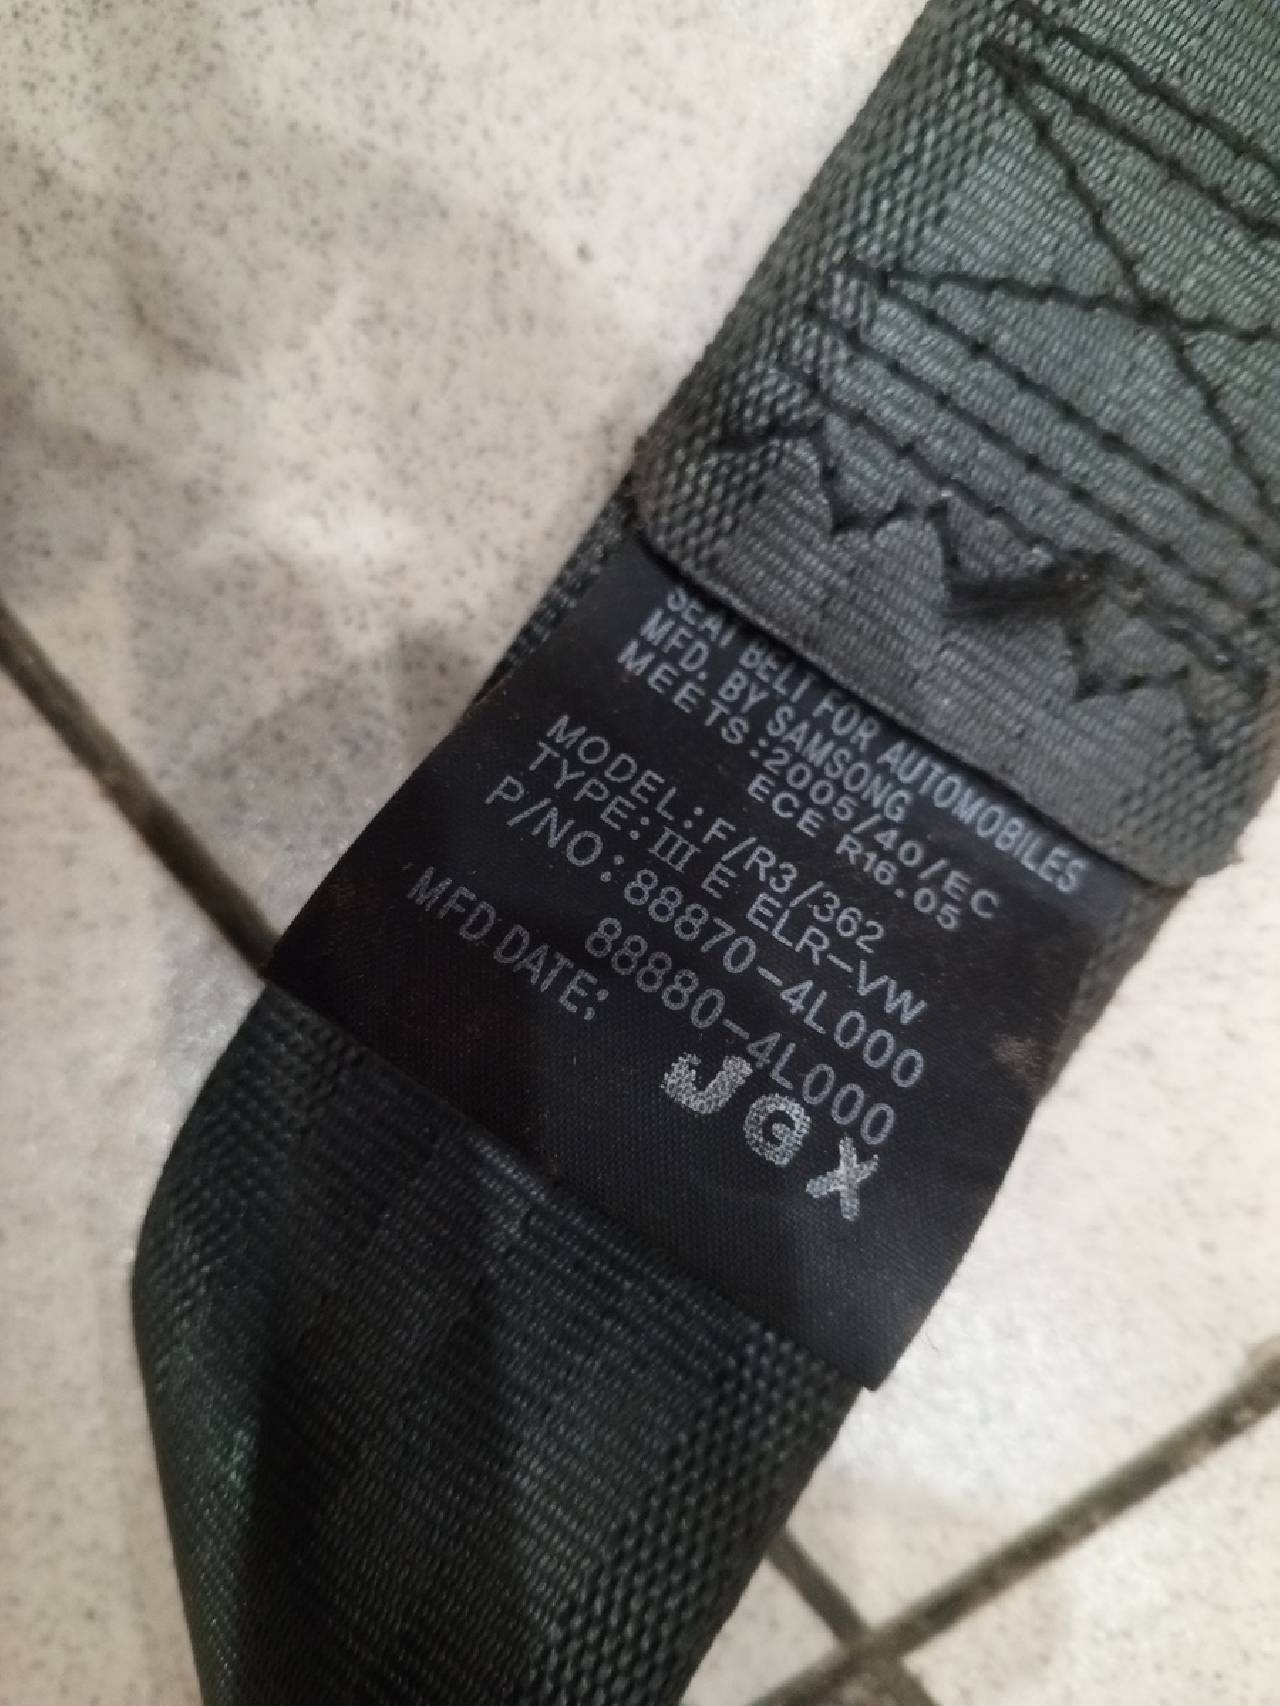 SEAT BELT FOR AUTOMOBILES
MFD. BY SAMSONG
MEETS:2005/40/EC
ECE R16.05
MODEL:F/R3/362
TYPE:Ⅲ E ELR-VW
P/NO:88870-4L000
88880-4L000
MFD.DATE;
JGX